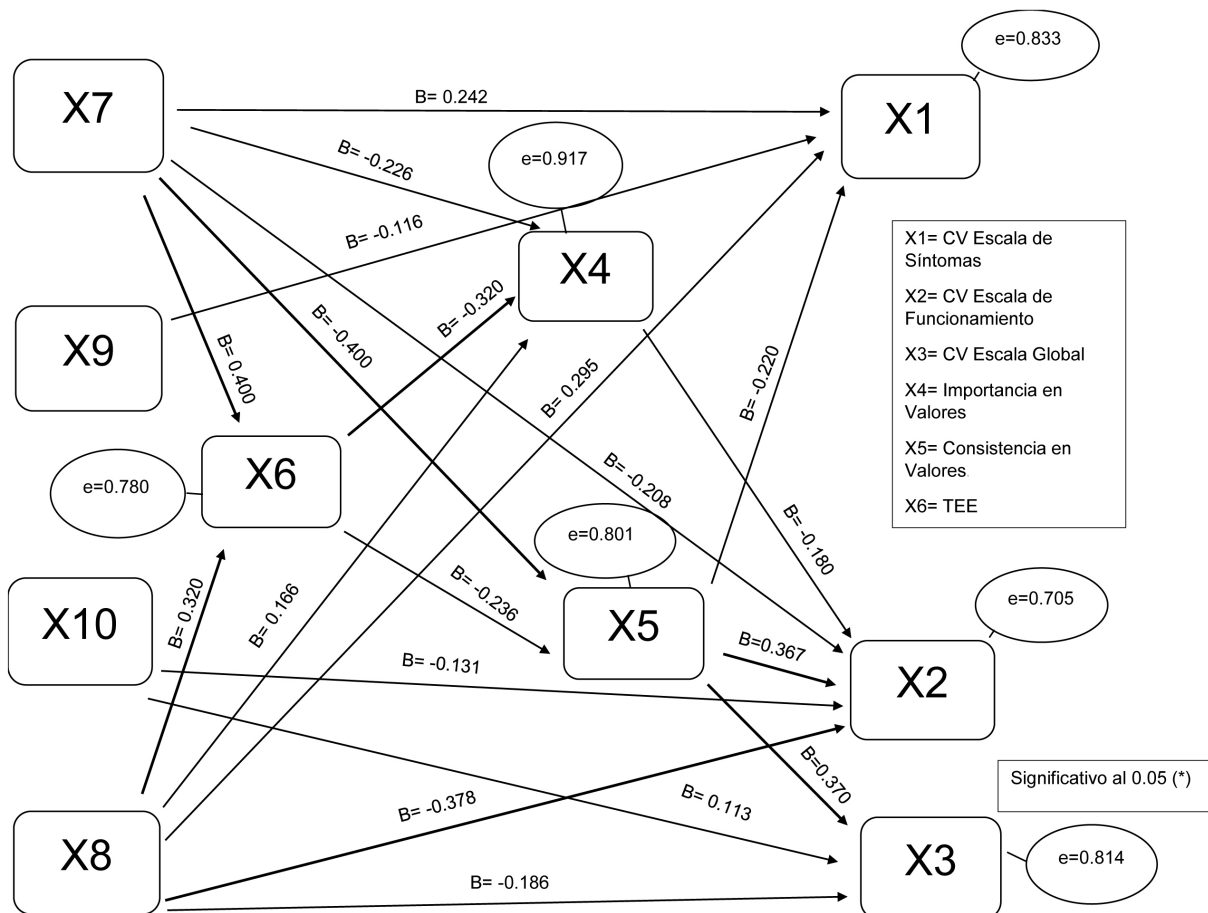 e=0.833
X7
X1
B= 0.242
B= -0.226
e=0.917
B= -0.116
X4
X1= CV Escala de
Síntomas
X2= CV Escala de
Funcionamiento
X3= CV Escala Global
X4= Importancia en
Valores
X5= Consistencia en
Valores.
X6= TEE
X9
B= 0.400
B= -0.400
B= -0.320
B= 0.295
B= -0.220
X6
e=0.780
B= -0.208
B= -0.180
e=0.801
X10
B= 0.320
B= 0.166
B= -0.236
X5
B=0.367
e=0.705
X2
B= -0.131
B=0.370
Significativo al 0.05 (*)
B= -0.378
B= 0.113
X8
X3
e=0.814
B= -0.186